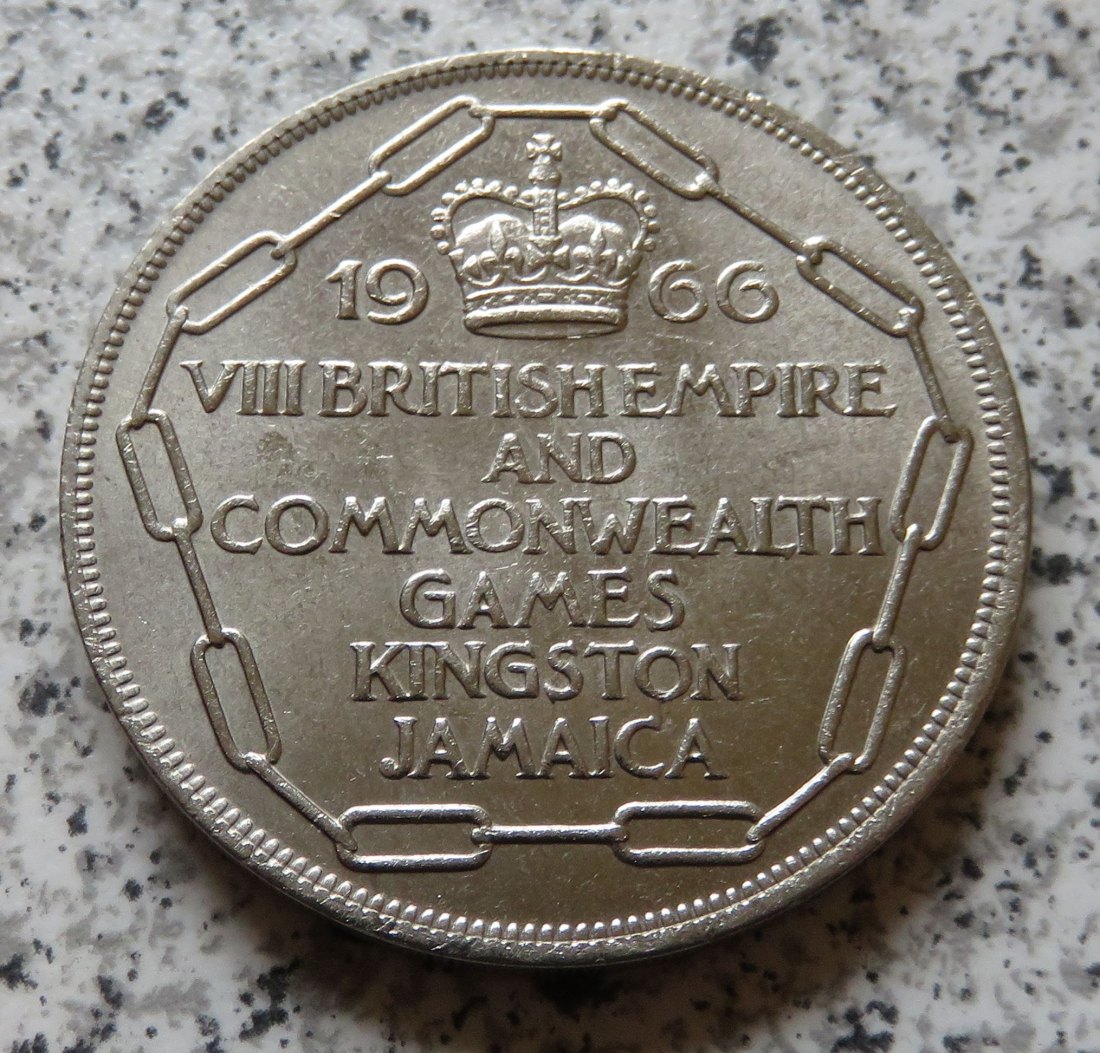 1966
VIII BRITISH EMPIRE
AND
COMMONWEALTH
GAMES
KINGSTON
JAMAICA